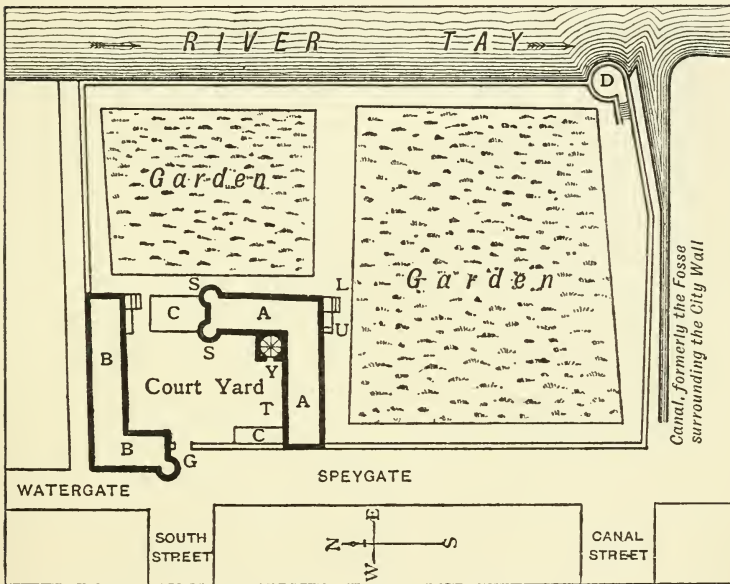 RIVER TAY
D
Garden
Garden
S
L
C
A
U
S
B
Y
Court Yard
T
A
C
B
G
Canal, formerly the Fosse
surrounding the City Wall
WATERGATE
SPEYGATE
SOUTH
STREET
N
E
S
W
CANAL
STREET